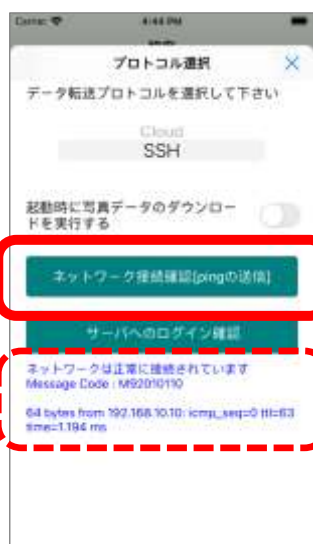 Carrier
4:44 PM
プロトコル選択
データ転送プロトコルを選択して下さい
Cloud
SSH
起動時に写真データのダウンロー
ドを実行する
ネットワーク接続確認[pingの送信]
サーバへのログイン確認
ネットワークは正常に接続されています
Message Code : M92010110
64 bytes from 192.168.10.10: icmp_seq=0 ttl=63
time=1.194 ms